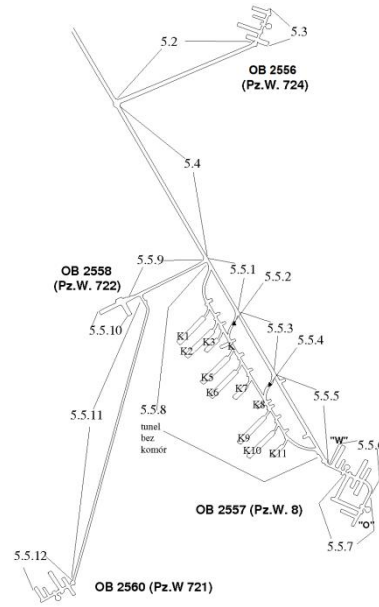 5.3
5.2
OB 2556
(Pz.W. 724)
5.4
5.5.9
OB 2558
(Pz.W. 722)
5.5.1
5.5.2
5.5.10
5.5.3
K1
K2
K3
K
5.5.4
K5
K6
K7
5.5.5
5.5.11
5.5.8
tunel
bez
komór
K8
K9
K10
K11
"W"
5.5.6
OB 2557 (Pz.W. 8)
"O"
5.5.7
5.5.12
OB 2560 (Pz.W 721)